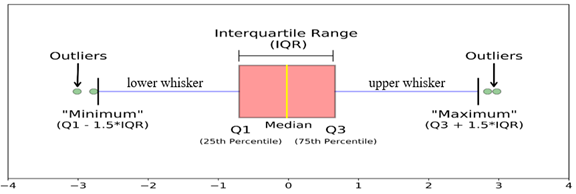 Interquartile Range
(IQR)
Outliers
Outliers
lower whisker
upper whisker
"Minimum"
(Q1 - 1.5*IQR)
"Maximum"
(Q3 + 1.5*IQR)
Q1
Median
Q3
(25th Percentile)
(75th Percentile)
-4
-3
-2
-1
0
1
2
3
4